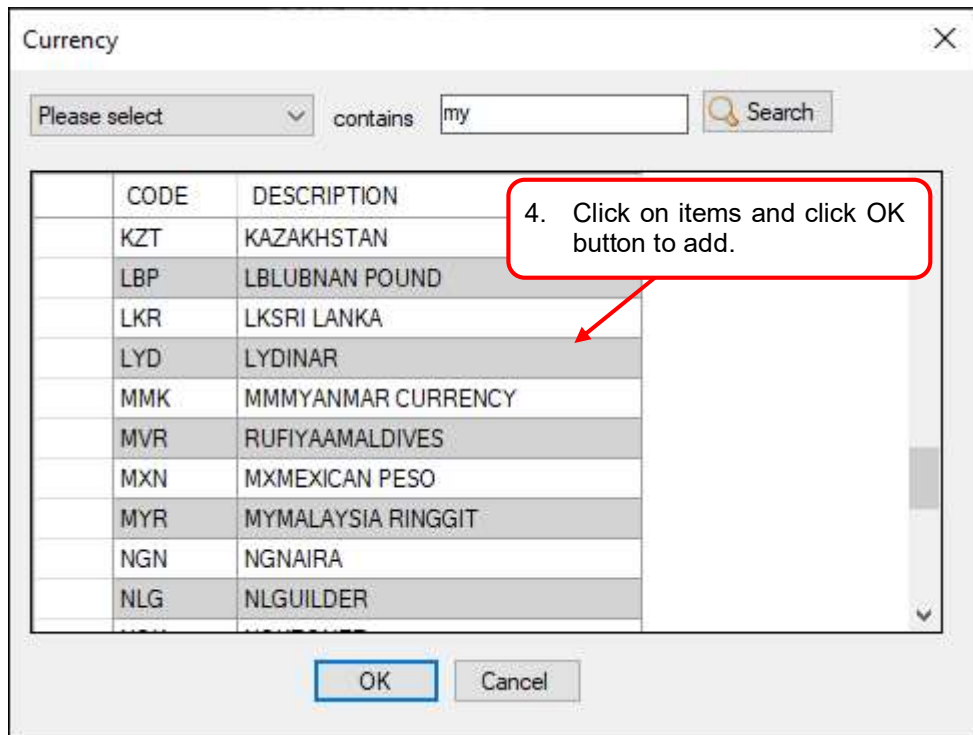 Currency
Please select contains my Search
CODE DESCRIPTION
4. Click on items and click OK
button to add.
KZT KAZAKHSTAN
LBP LBLUBNAN POUND
LKR LKSRI LANKA
LYD LYDINAR
MMK MMMYANMAR CURRENCY
MVR RUFIYAAMALDIVES
MXN MXMEXICAN PESO
MYR MYMALAYSIA RINGGIT
NGN NGNAIRA
NLG NLGUILDER
OK Cancel